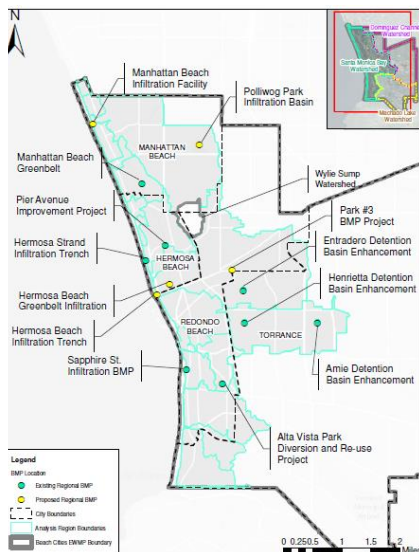 N
Dominguez Channel
Watershed
Santa Monica Bay
Watershed
Machado Lake
Watershed
Manhattan Beach
Infiltration Facility
Polliwog Park
Infiltration Basin
MANHATTAN
BEACH
Manhattan Beach
Greenbelt
Wylie Sump
Watershed
Pier Avenue
Improvement Project
Park #3
BMP Project
Hermosa Strand
Infiltration Trench
HERMOSA
BEACH
Entradero Detention
Basin Enhancement
Hermosa Beach
Greenbelt Infiltration
Henrietta Detention
Basin Enhancement
Hermosa Beach
Infiltration Trench
REDONDO
BEACH
TORRANCE
Sapphire St.
Infiltration BMP
Amie Detention
Basin Enhancement
Alta Vista Park
Diversion and Re-use
Project
Legend
BMP Location
Existing Regional BMP
Proposed Regional BMP
City Boundaries
Analysis Region Boundaries
Beach Cities EWMP Boundary
0 0.25 0.5 1 1.5 2